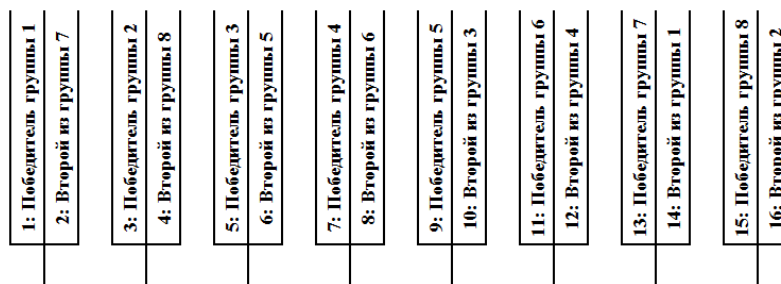 1: Победитель группы 1
2: Второй из группы 7
3: Победитель группы 2
4: Второй из группы 8
5: Победитель группы 3
6: Второй из группы 5
7: Победитель группы 4
8: Второй из группы 6
9: Победитель группы 5
10: Второй из группы 3
11: Победитель группы 6
12: Второй из группы 4
13: Победитель группы 7
14: Второй из группы 1
15: Победитель группы 8
16: Второй из группы 2